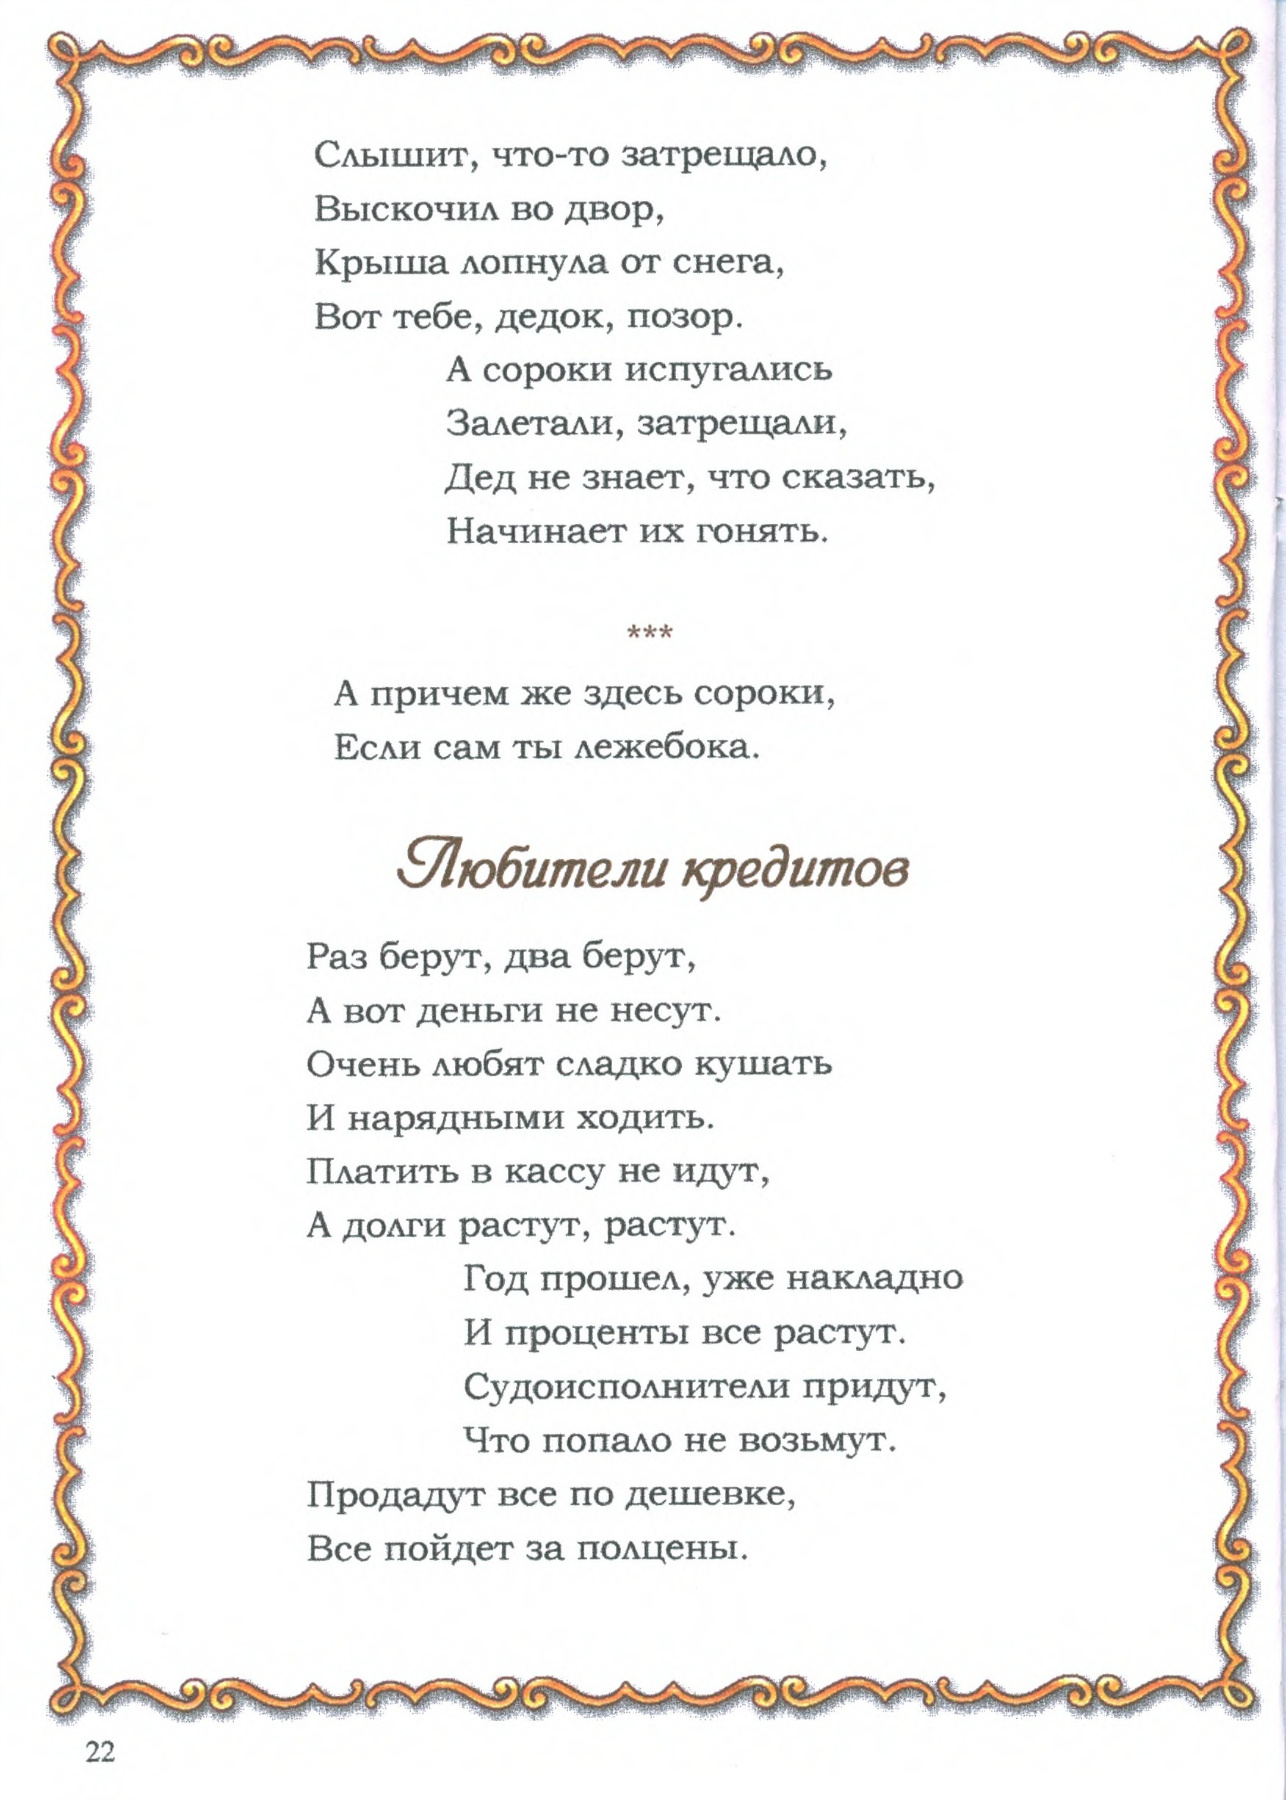 Слышит, что-то затрещало,
Выскочил во двор,
Крыша лопнула от снега,
Вот тебе, дедок, позор.
А сороки испугались
Залетали, затрещали,
Дед не знает, что сказать,
Начинает их гонять.
***
А причем же здесь сороки,
Если сам ты лежебока.
Любители кредитов
Раз берут, два берут,
А вот деньги не несут.
Очень любят сладко кушать
И нарядными ходить.
Платить в кассу не идут,
А долги растут, растут.
Год прошел, уже накладно
И проценты все растут.
Судоисполнители придут,
Что попало не возьмут.
Продадут все по дешевке,
Все пойдет за полцены.
22